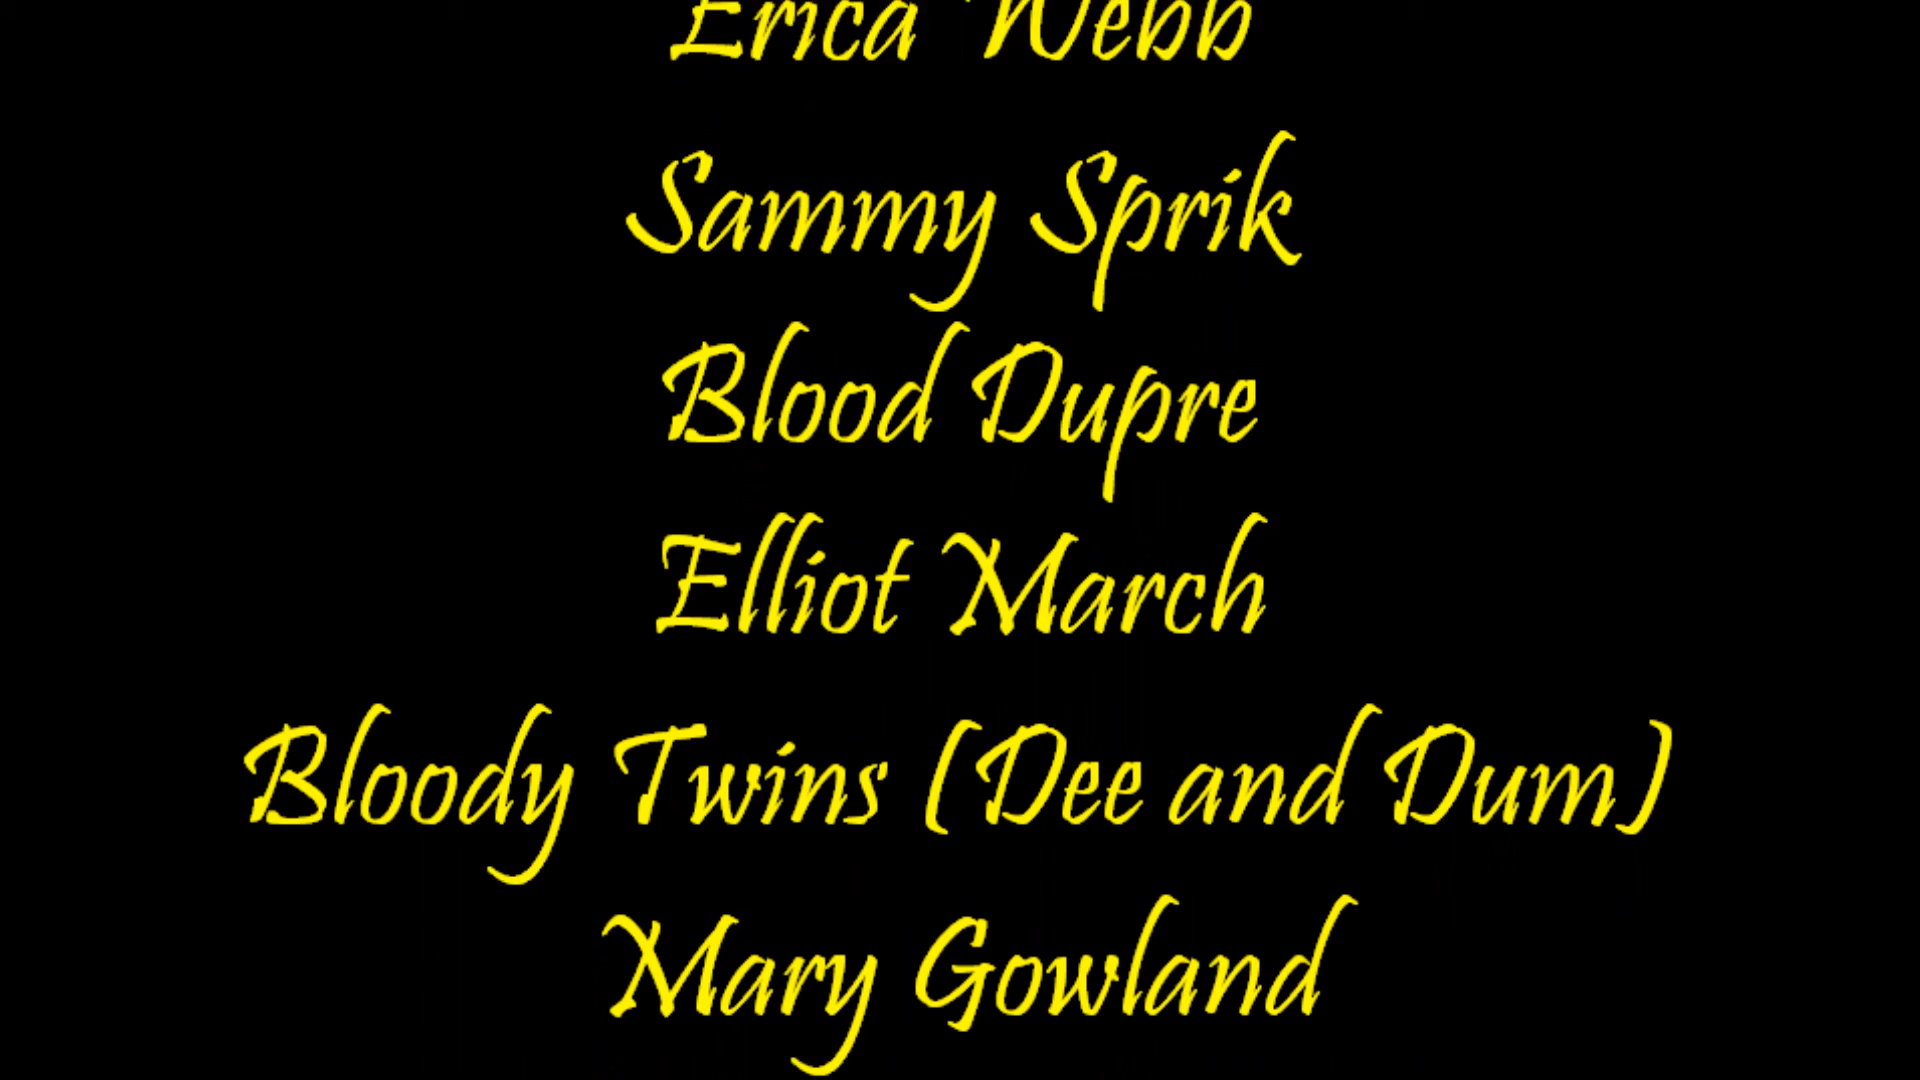 Erica Webb
Sammy Sprik
Blood Dupre
Elliot March
Bloody Twins (Dee and Dum)
Mary Gowland